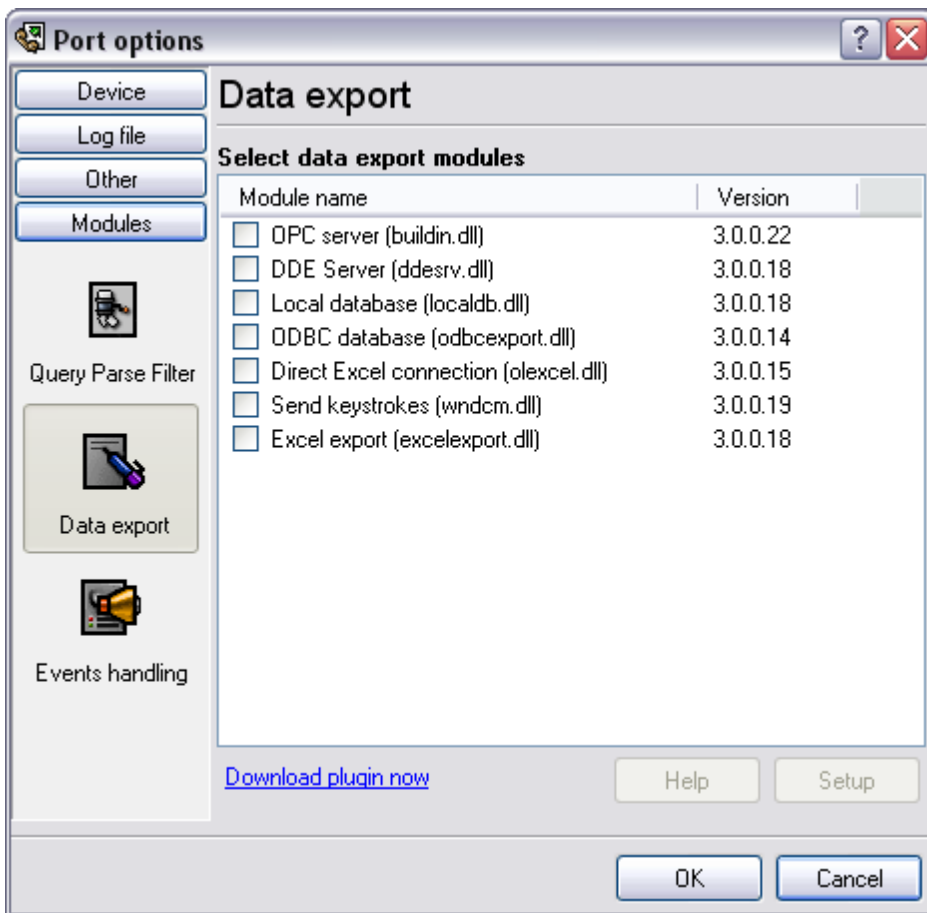 Port options
?
Device
Log file
Other
Modules
Query Parse Filter
Data export
Events handling
Data export
Select data export modules
Module name Version
OPC server (buildin.dll) 3.0.0.22
DDE Server (ddesrv.dll) 3.0.0.18
Local database (localdb.dll) 3.0.0.18
ODBC database (odbcexport.dll) 3.0.0.14
Direct Excel connection (olexcel.dll) 3.0.0.15
Send keystrokes (wndcm.dll) 3.0.0.19
Excel export (excelexport.dll) 3.0.0.18
Download plugin now
Help
Setup
OK
Cancel